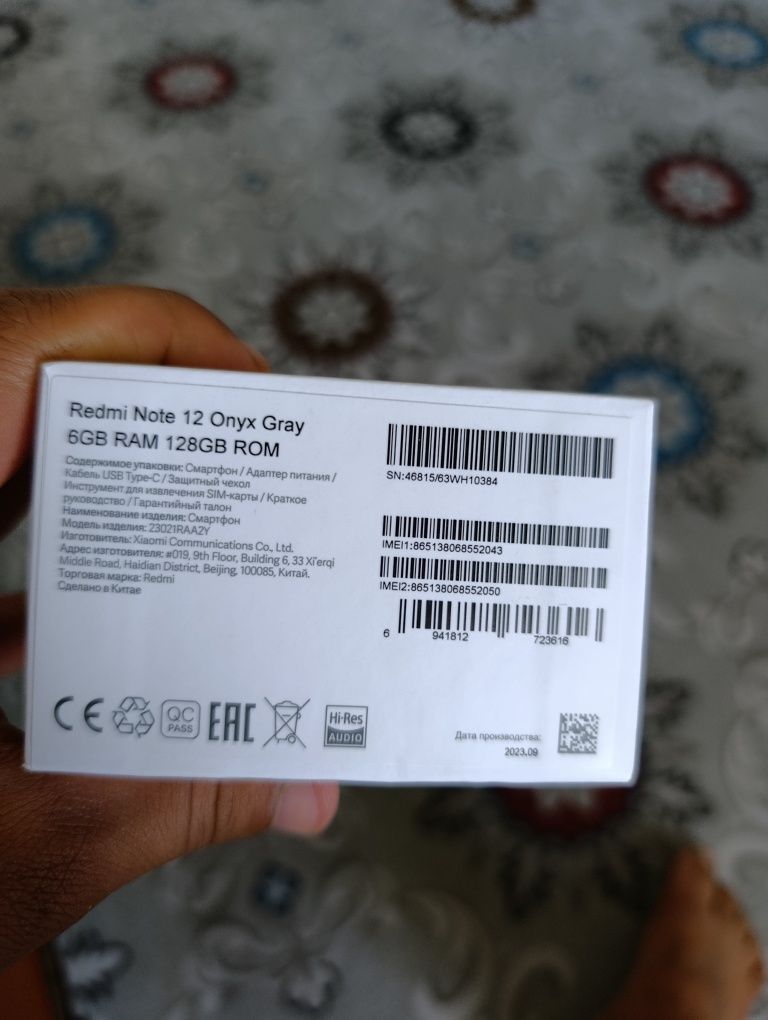 Redmi Note 12 Onyx Gray
6GB RAM 128GB ROM
Содержимое упаковки: Смартфон / Адаптер питания /
Кабель USB Type-C / Защитный чехол
Инструмент для извлечения SIM-карты / Краткое
руководство / Гарантийный талон
Наименование изделия: Смартфон
Модель изделия: 23021RAA2Y
Изготовитель: Xiaomi Communications Co., Ltd.
Адрес изготовителя: #019, 9th Floor, Building 6, 33 Xi'erqi
Middle Road, Haidian District, Beijing, 100085, Китай.
Торговая марка: Redmi
Сделано в Китае
SN:46815/63WH10384
IMEI1:865138068552043
IMEI2:865138068552050
6 941812 723616
CE
QC
PASS
EAC
Hi-Res
AUDIO
Дата производства:
2023.09